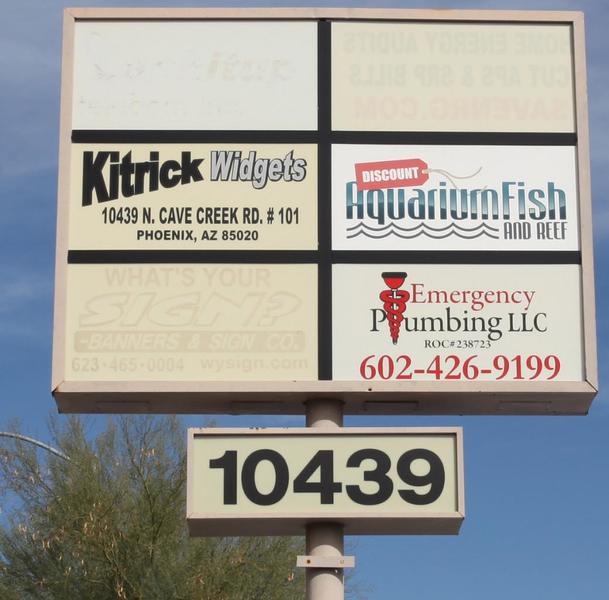 HOME ENERGY AUDITS
CUT APS & SRP BILLS
SAVENRG.COM
Kitrick Widgets
10439 N. CAVE CREEK RD. # 101
PHOENIX, AZ 85020
DISCOUNT
AquariumFish
AND REEF
WHAT'S YOUR
SIGN?
-BANNERS & SIGN CO.
623•465•0004 wysign.com
Emergency
Plumbing LLC
ROC#238723
602-426-9199
10439